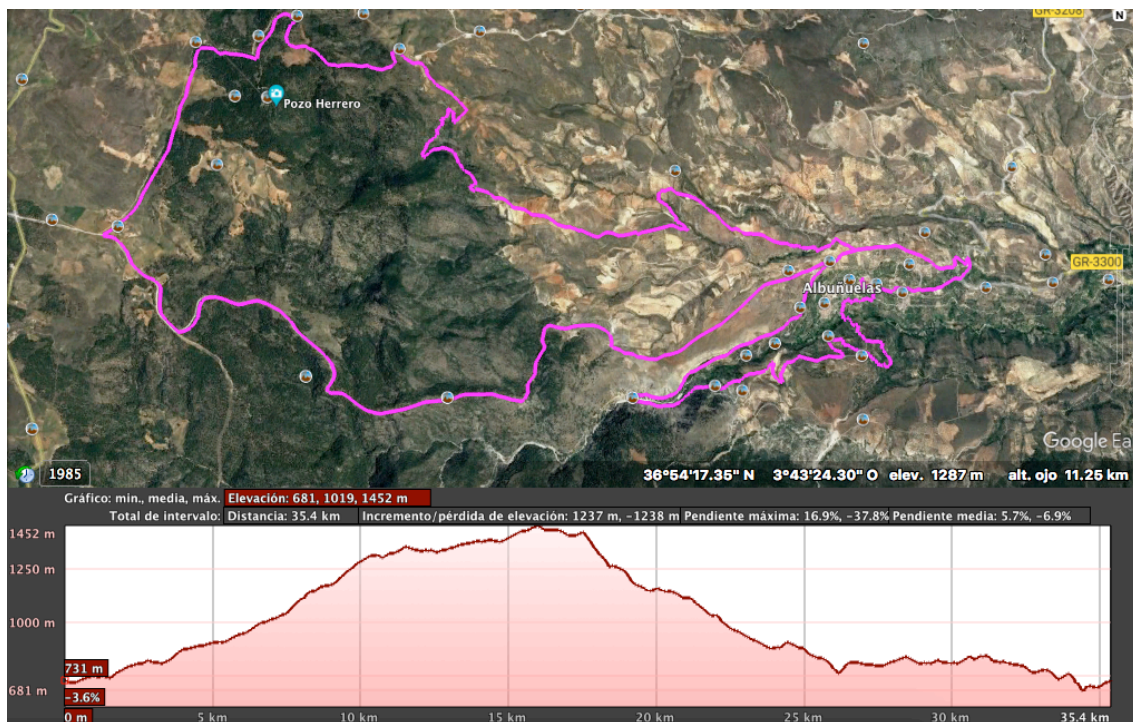 GR-3208
N
Pozo Herrero
GR-3300
Albuñuelas
Google Ea
1985
36°54'17.35" N 3°43'24.30" O elev. 1287 m alt. ojo 11.25 km
Gráfico: min., media, máx. Elevación: 681, 1019, 1452 m
Total de intervalo: Distancia: 35.4 km Incremento/pérdida de elevación: 1237 m, -1238 m Pendiente máxima: 16.9%, -37.8% Pendiente media: 5.7%, -6.9%
1452 m
1250 m
1000 m
731 m
681 m
-3.6%
0 m 5 km 10 km 15 km 20 km 25 km 30 km 35.4 km